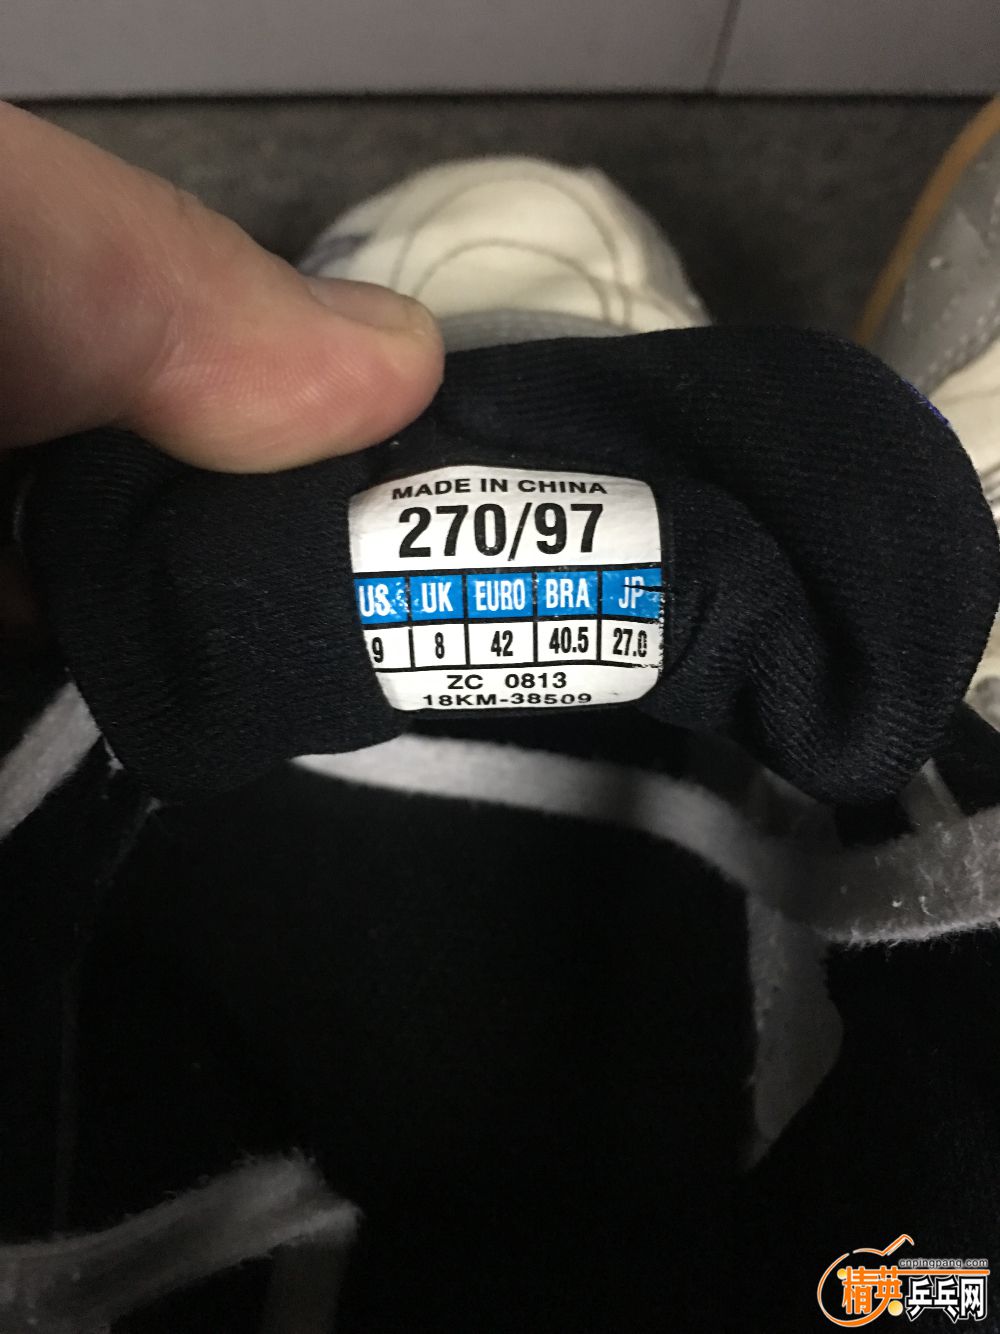 MADE IN CHINA
270/97
US UK EURO BRA JP
9 8 42 40.5 27.0
ZC 0813
18KM-38509
cnpingpang.com
精英乒乓网